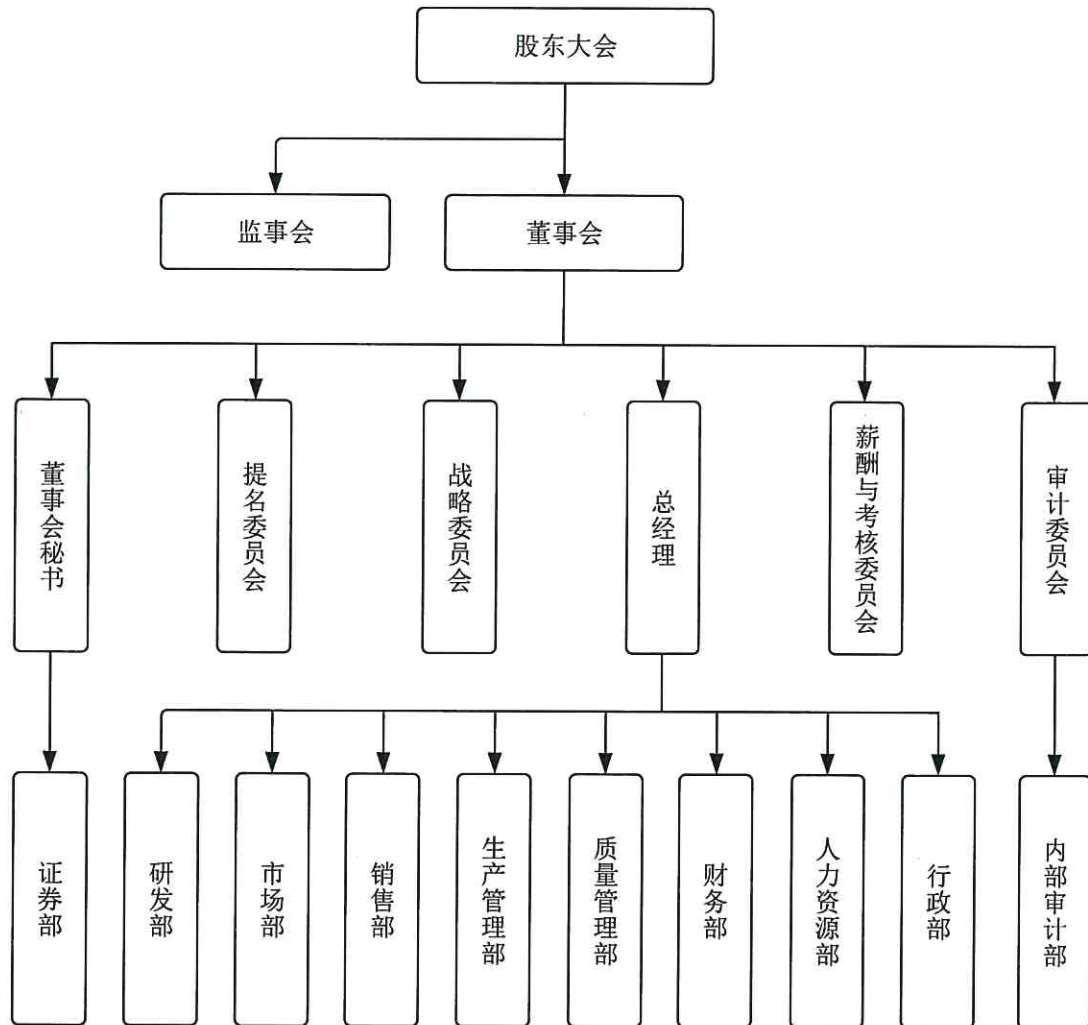 股东大会
监事会
董事会
董事会秘书
提名委员会
战略委员会
总经理
薪酬与考核委员会
审计委员会
证券部
研发部
市场部
销售部
生产管理部
质量管理部
财务部
人力资源部
行政部
内部审计部